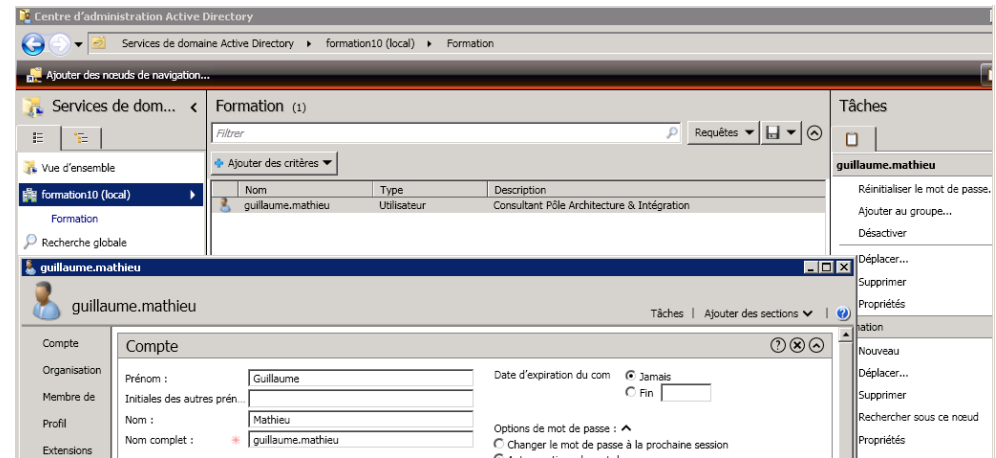 Centre d'administration Active Directory
Services de domaine Active Directory formation10 (local) Formation
Ajouter des nœuds de navigation...
Services de dom...
Formation (1)
Tâches
Filtrer
Requêtes
Vue d'ensemble
Ajouter des critères
guillaume.mathieu
formation10 (local)
Nom Type Description
Réinitialiser le mot de passe.
guillaume.mathieu Utilisateur Consultant Pôle Architecture & Intégration
Formation
Ajouter au groupe...
Recherche globale
Désactiver
guillaume.mathieu
Déplacer...
Supprimer
guillaume.mathieu
Tâches | Ajouter des sections |
Propriétés
mation
Compte
Compte
Nouveau
Organisation
Prénom : Guillaume
Date d'expiration du com Jamais
Déplacer...
Membre de
Initiales des autres prén...
Fin
Supprimer
Profil
Nom : Mathieu
Options de mot de passe :
Rechercher sous ce nœud
Nom complet : * guillaume.mathieu
Changer le mot de passe à la prochaine session
Propriétés
Extensions